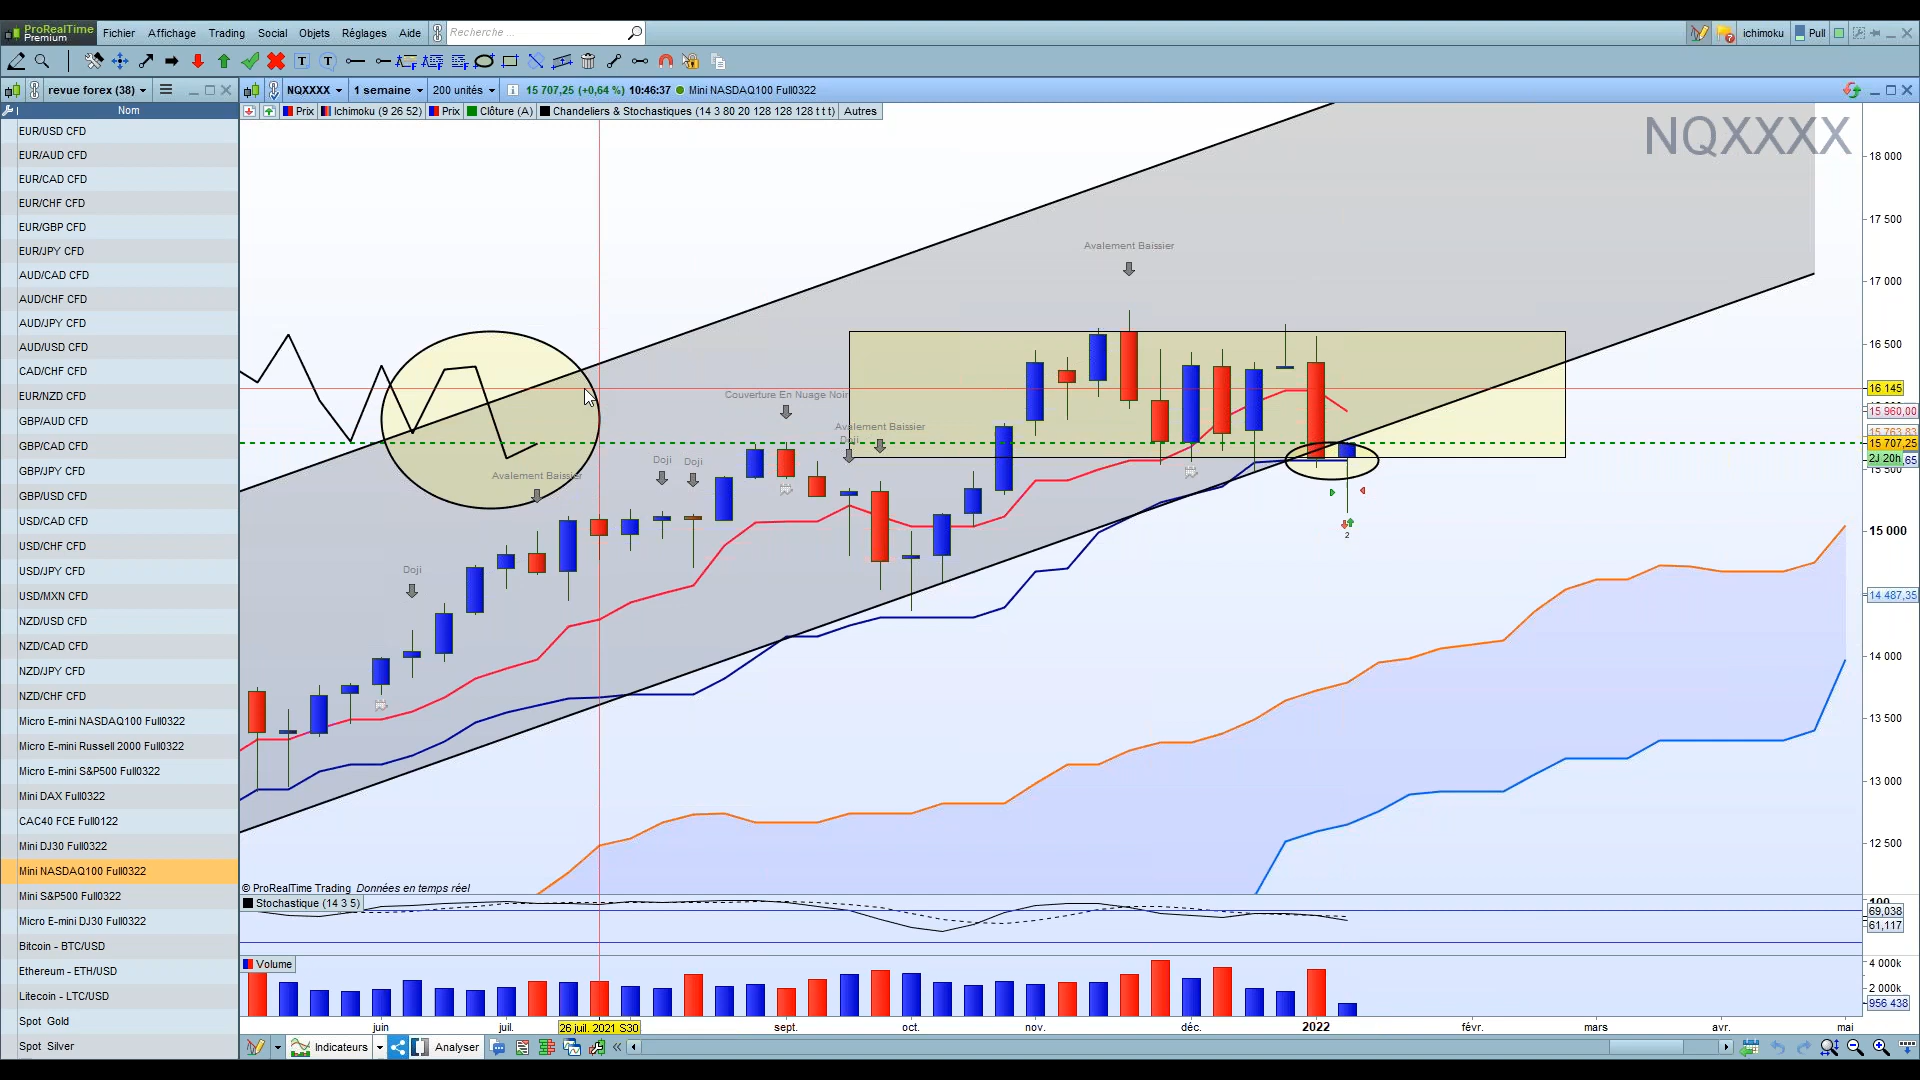 ProRealTime
Premium
Fichier Affichage Trading Social Objets Réglages Aide Recherche ... ichimoku Pull
revue forex (38) NQXXXX 1 semaine 200 unités 15 707,25 (+0,64 %) 10:46:37 Mini NASDAQ100 Full0322
Nom
Prix Ichimoku (9 26 52) Prix Clôture (A) Chandeliers & Stochastiques (14 3 80 20 128 128 128 t t t) Autres
NQXXXX
EUR/USD CFD
EUR/AUD CFD
EUR/CAD CFD
EUR/CHF CFD
EUR/GBP CFD
EUR/JPY CFD
AUD/CAD CFD
AUD/CHF CFD
AUD/JPY CFD
AUD/USD CFD
CAD/CHF CFD
EUR/NZD CFD
GBP/AUD CFD
GBP/CAD CFD
GBP/JPY CFD
GBP/USD CFD
USD/CAD CFD
USD/CHF CFD
USD/JPY CFD
USD/MXN CFD
NZD/USD CFD
NZD/CAD CFD
NZD/JPY CFD
NZD/CHF CFD
Micro E-mini NASDAQ100 Full0322
Micro E-mini Russell 2000 Full0322
Micro E-mini S&P500 Full0322
Mini DAX Full0322
CAC40 FCE Full0122
Mini DJ30 Full0322
Mini NASDAQ100 Full0322
Mini S&P500 Full0322
Micro E-mini DJ30 Full0322
Bitcoin - BTC/USD
Ethereum - ETH/USD
Litecoin - LTC/USD
Spot Gold
Spot Silver
Avalement Baissier
Couverture En Nuage Noir
Avalement Baissier
Doji
Doji
Doji
Avalement Baissier
Doji
2
18 000
17 500
17 000
16 500
16 145
15 960,00
15 763,83
15 707,25
2J 20h
65
15 500
15 000
14 487,35
14 000
13 500
13 000
12 500
© ProRealTime Trading Données en temps réel
Stochastique (14 3 5)
100
69,038
61,117
Volume
4 000k
2 000k
956 438
juin juil. 26 juil. 2021 S30 sept. oct. nov. déc. 2022 févr. mars avr. mai
Indicateurs Analyser